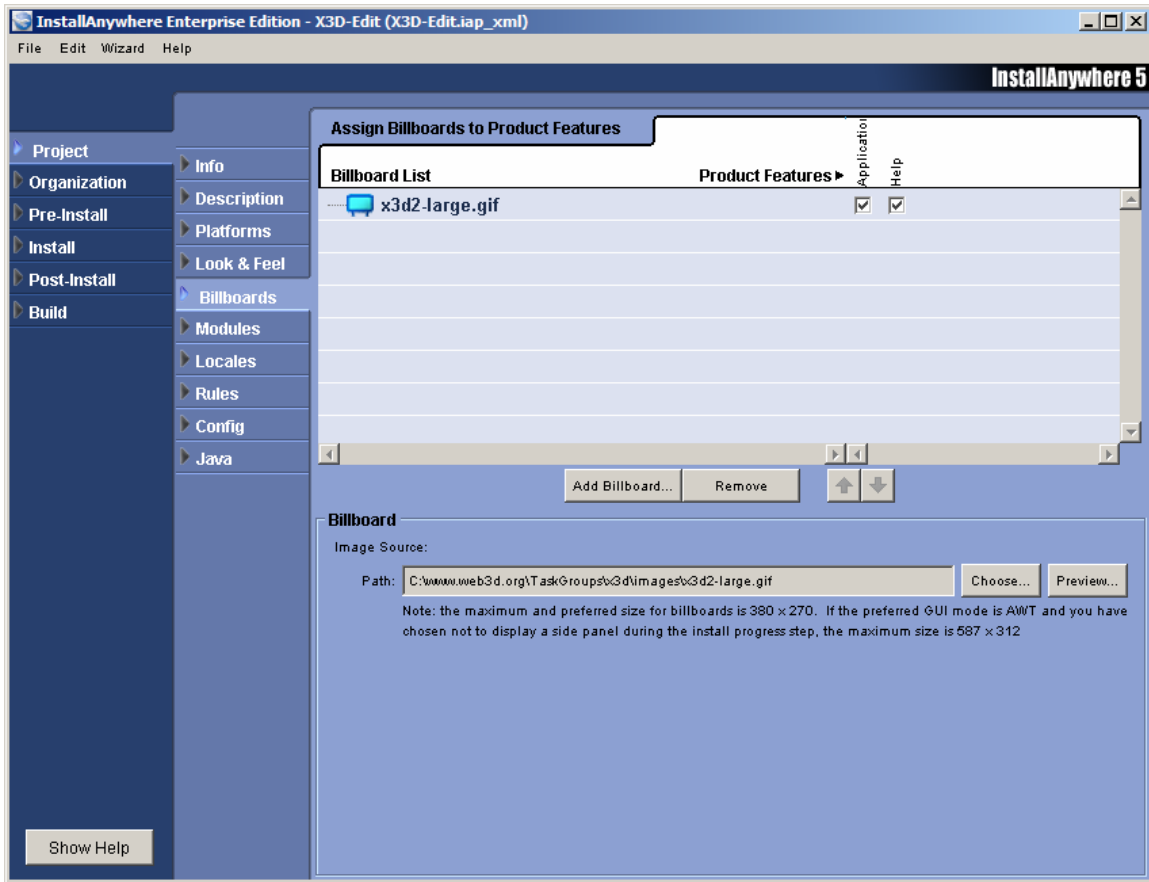 InstallAnywhere Enterprise Edition - X3D-Edit (X3D-Edit.iap_xml)
File Edit Wizard Help
InstallAnywhere 5
Project
Organization
Pre-Install
Install
Post-Install
Build
Show Help
Info
Description
Platforms
Look & Feel
Billboards
Modules
Locales
Rules
Config
Java
Assign Billboards to Product Features
Billboard List
Product Features
Application
Help
x3d2-large.gif
Add Billboard...
Remove
Billboard
Image Source:
Path: C:\www.web3d.org\TaskGroups\x3d\images\x3d2-large.gif
Choose...
Preview...
Note: the maximum and preferred size for billboards is 380 x 270. If the preferred GUI mode is AWT and you have
chosen not to display a side panel during the install progress step, the maximum size is 587 x 312